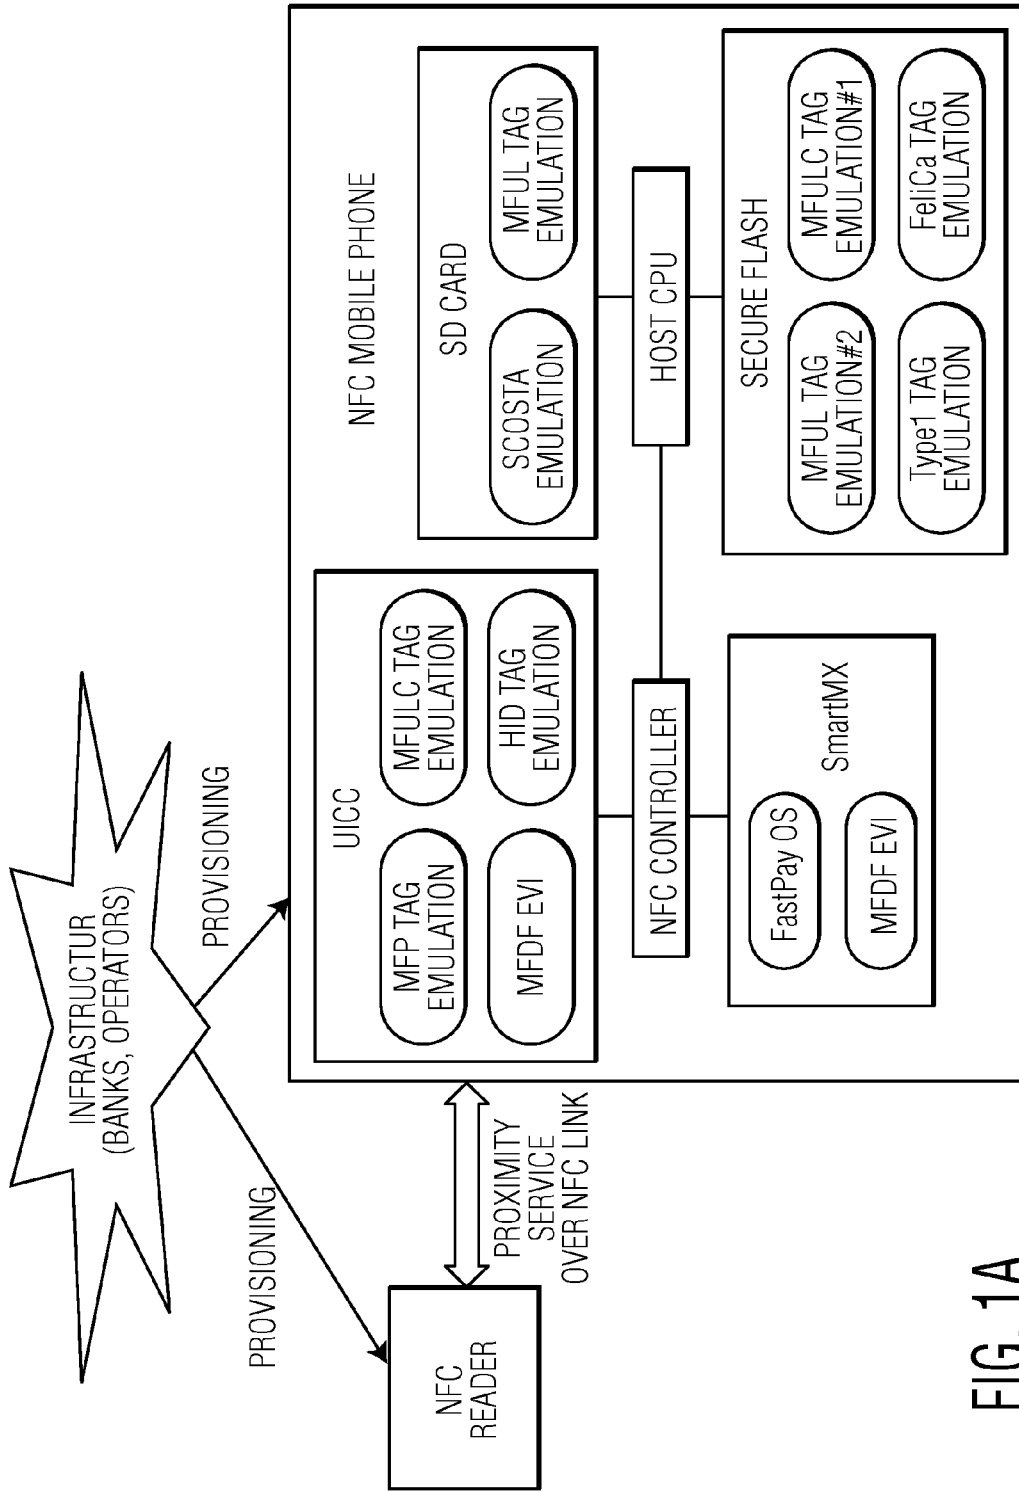 INFRASTRUCTUR
(BANKS, OPERATORS)
PROVISIONING
PROVISIONING
NFC
READER
PROXIMITY
SERVICE
OVER NFC LINK
NFC MOBILE PHONE
UICC
MFP TAG
EMULATION
MFULC TAG
EMULATION
MFDF EVI
HID TAG
EMULATION
SD CARD
SCOSTA
EMULATION
MFUL TAG
EMULATION
NFC CONTROLLER
HOST CPU
FastPay OS
MFDF EVI
SmartMX
SECURE FLASH
MFUL TAG
EMULATION#2
MFULC TAG
EMULATION#1
Type1 TAG
EMULATION
FeliCa TAG
EMULATION
FIG. 1A